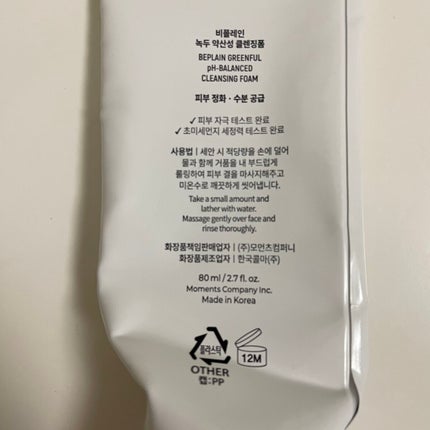 비플레인
녹두 약산성 클렌징폼
BEPLAIN GREENFUL
pH-BALANCED
CLEANSING FOAM
피부 정화 · 수분 공급
✓ 피부 자극 테스트 완료
✓ 초미세먼지 세정력 테스트 완료
사용법 | 세안 시 적당량을 손에 덜어
물과 함께 거품을 내 부드럽게
롤링하여 피부 결을 마사지해주고
미온수로 깨끗하게 씻어냅니다.
Take a small amount and
lather with water.
Massage gently over face and
rinse thoroughly.
화장품책임판매업자 | (주)모먼츠컴퍼니
화장품제조업자 | 한국콜마(주)
80 ml / 2.7 fl. oz.
Moments Company Inc.
Made in Korea
플라스틱
12M
OTHER
캡:PP